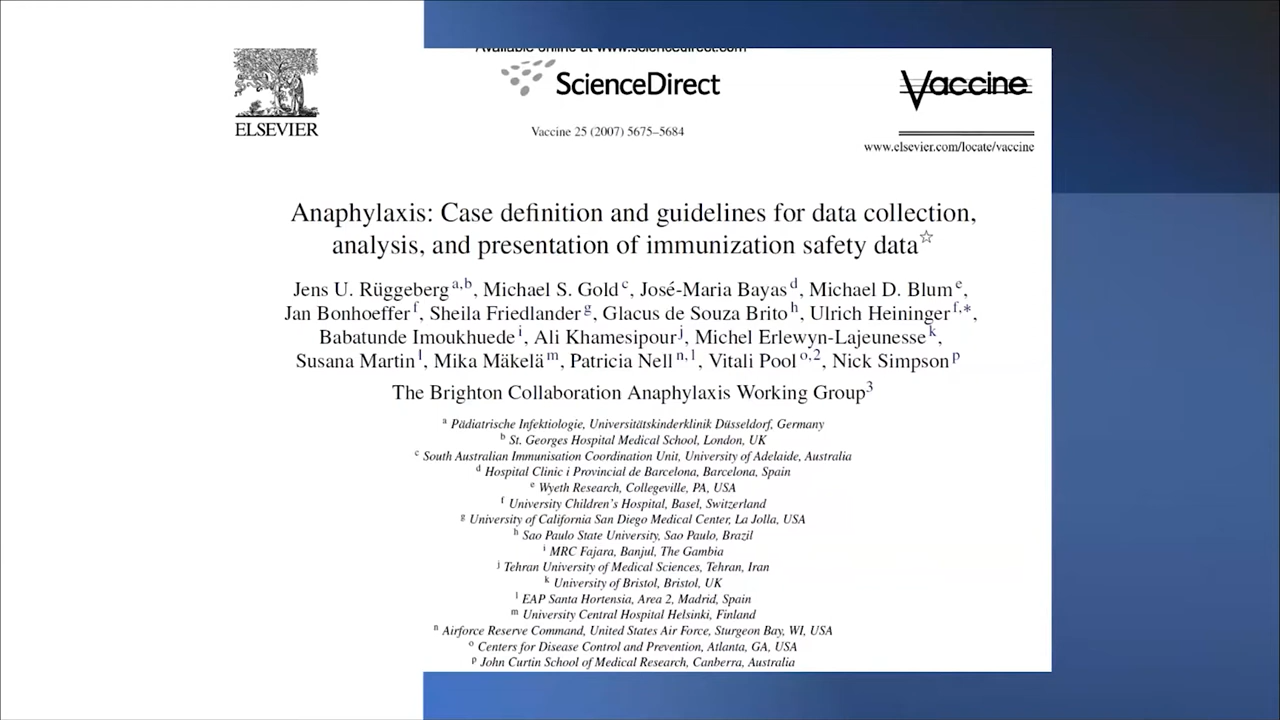 Available online at www.sciencedirect.com
ELSEVIER
ScienceDirect
Vaccine
Vaccine 25 (2007) 5675–5684
www.elsevier.com/locate/vaccine
Anaphylaxis: Case definition and guidelines for data collection,
analysis, and presentation of immunization safety data☆
Jens U. Rüggeberg a,b, Michael S. Gold c, José-Maria Bayas d, Michael D. Blum e,
Jan Bonhoeffer f, Sheila Friedlander g, Glacus de Souza Brito h, Ulrich Heininger f,*,
Babatunde Imoukhuede i, Ali Khamesipour j, Michel Erlewyn-Lajeunesse k,
Susana Martin l, Mika Mäkelä m, Patricia Nell n,1, Vitali Pool o,2, Nick Simpson p
The Brighton Collaboration Anaphylaxis Working Group3
a Pädiatrische Infektiologie, Universitätskinderklinik Düsseldorf, Germany
b St. Georges Hospital Medical School, London, UK
c South Australian Immunisation Coordination Unit, University of Adelaide, Australia
d Hospital Clinic i Provincial de Barcelona, Barcelona, Spain
e Wyeth Research, Collegeville, PA, USA
f University Children's Hospital, Basel, Switzerland
g University of California San Diego Medical Center, La Jolla, USA
h Sao Paulo State University, Sao Paulo, Brazil
i MRC Fajara, Banjul, The Gambia
j Tehran University of Medical Sciences, Tehran, Iran
k University of Bristol, Bristol, UK
l EAP Santa Hortensia, Area 2, Madrid, Spain
m University Central Hospital Helsinki, Finland
n Airforce Reserve Command, United States Air Force, Sturgeon Bay, WI, USA
o Centers for Disease Control and Prevention, Atlanta, GA, USA
p John Curtin School of Medical Research, Canberra, Australia